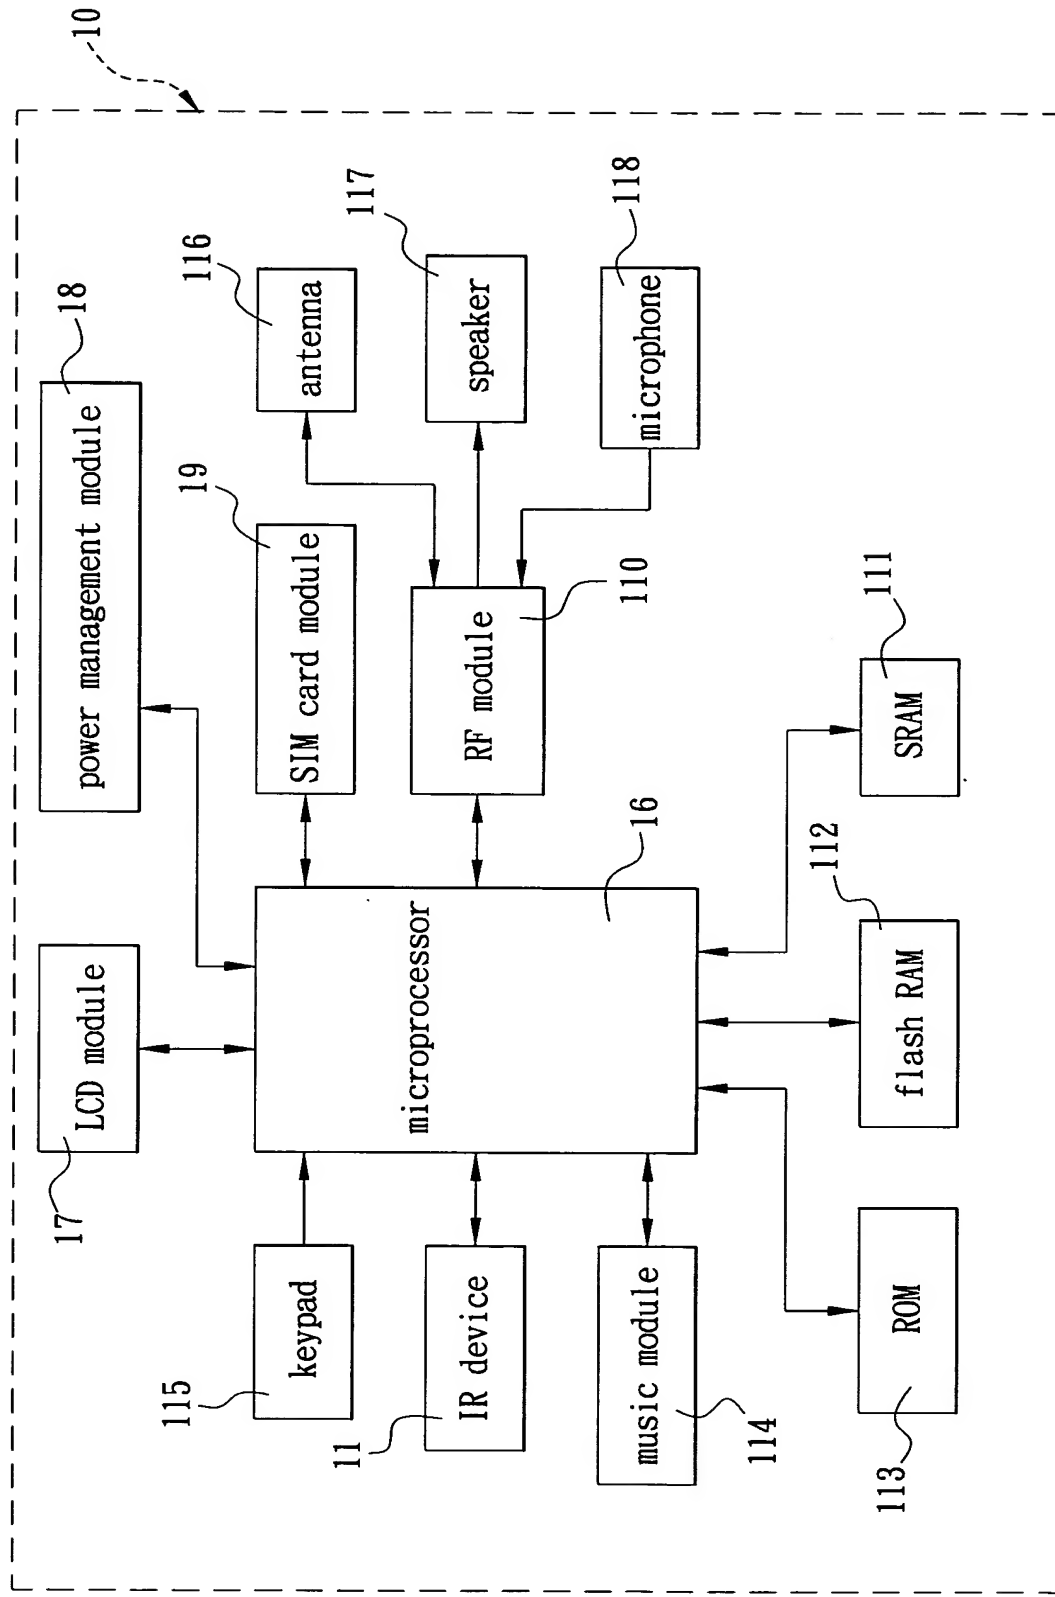 10
LCD module
17
power management module
18
keypad
115
IR device
11
music module
114
microprocessor
16
SIM card module
19
RF module
110
antenna
116
speaker
117
microphone
118
ROM
113
flash RAM
112
SRAM
111